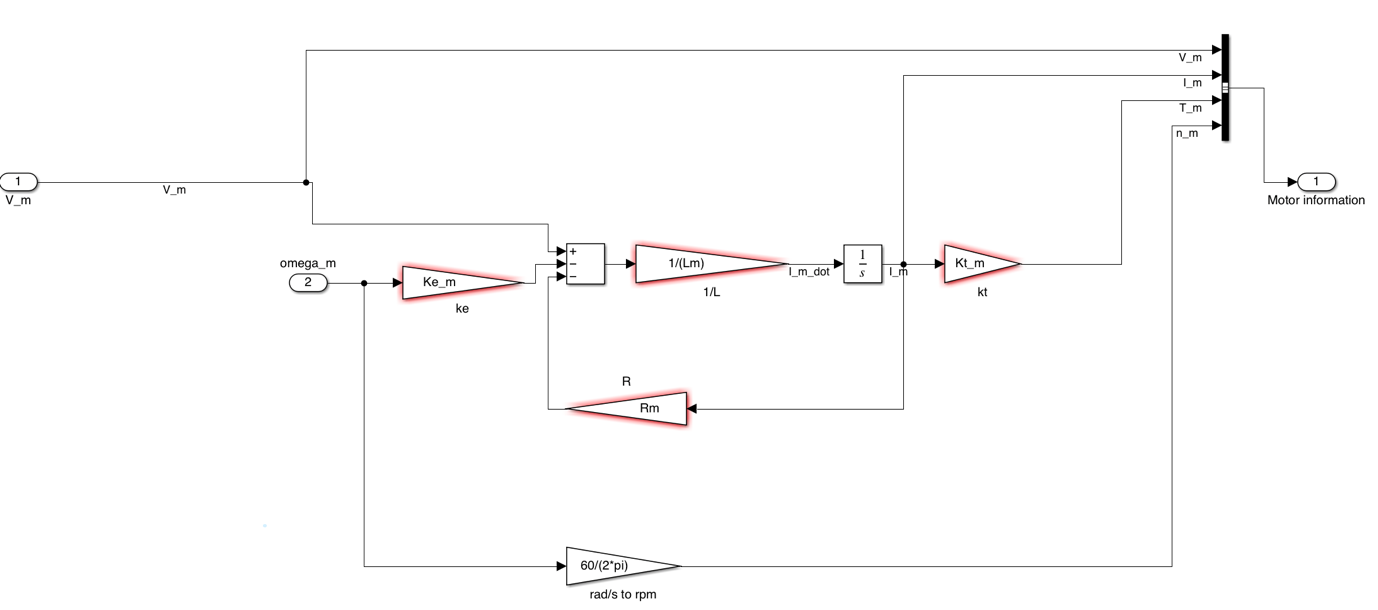 V_m
I_m
T_m
n_m
1
V_m
V_m
1
Motor information
omega_m
2
Ke_m
ke
+
−
−
1/(Lm)
1/L
I_m_dot
1
s
I_m
Kt_m
kt
R
Rm
60/(2*pi)
rad/s to rpm